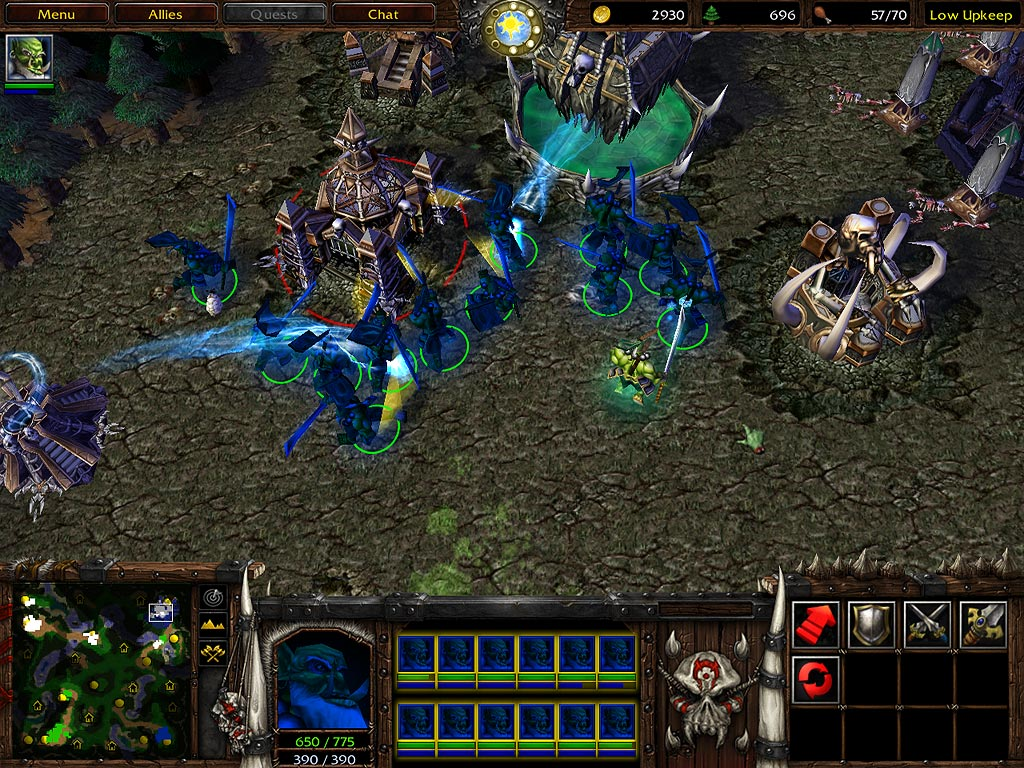 Menu
Allies
Quests
Chat
2930
696
57/70
Low Upkeep
650 / 775
390 / 390